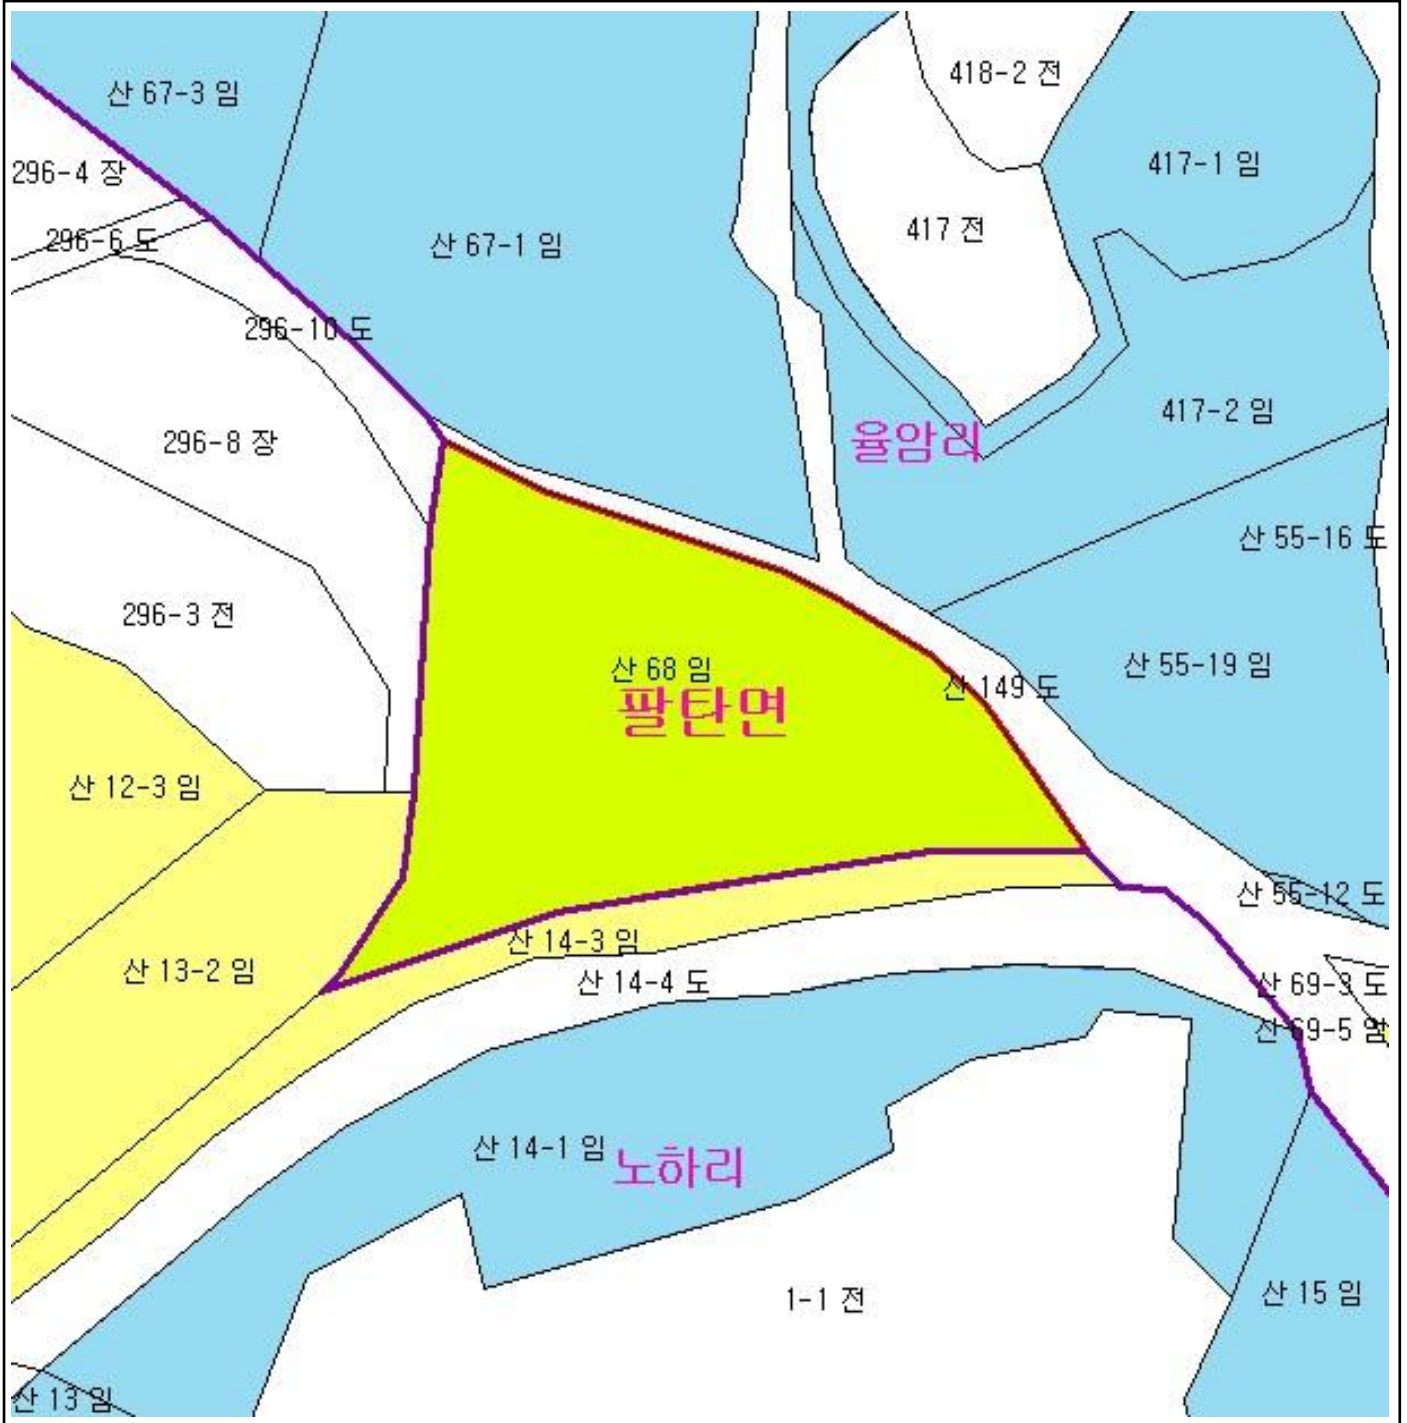 418-2 전
산 67-3 임
417-1 임
296-4 장
417 전
296-6 도
산 67-1 임
296-10 도
417-2 임
296-8 장
율암리
산 55-16 도
296-3 전
산 68 임
산 55-19 임
산 149 도
팔탄면
산 12-3 임
산 55-12 도
산 14-3 임
산 13-2 임
산 14-4 도
산 69-3 도
산 69-5 임
산 14-1 임
노하리
산 15 임
1-1 전
산 13 임